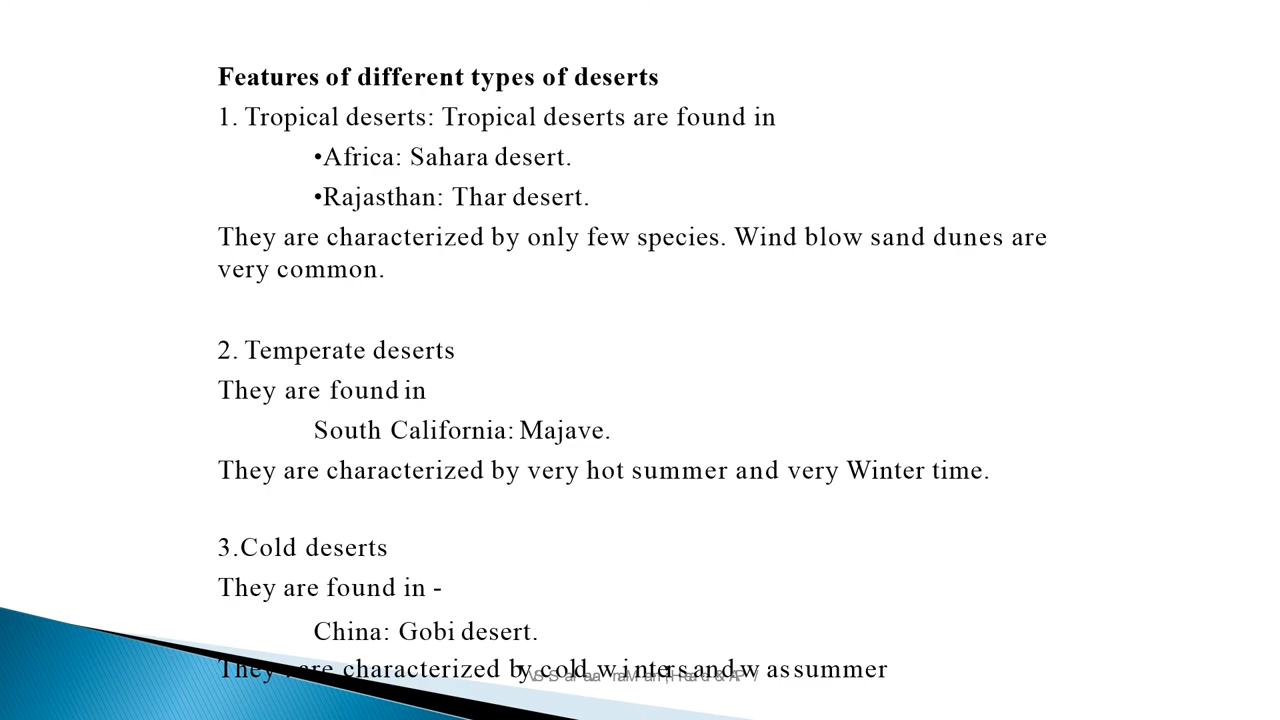 Features of different types of deserts
1. Tropical deserts: Tropical deserts are found in
•Africa: Sahara desert.
•Rajasthan: Thar desert.
They are characterized by only few species. Wind blow sand dunes are
very common.
2. Temperate deserts
They are found in
South California: Majave.
They are characterized by very hot summer and very Winter time.
3.Cold deserts
They are found in -
China: Gobi desert.
They are characterized by cold winters and w as summer